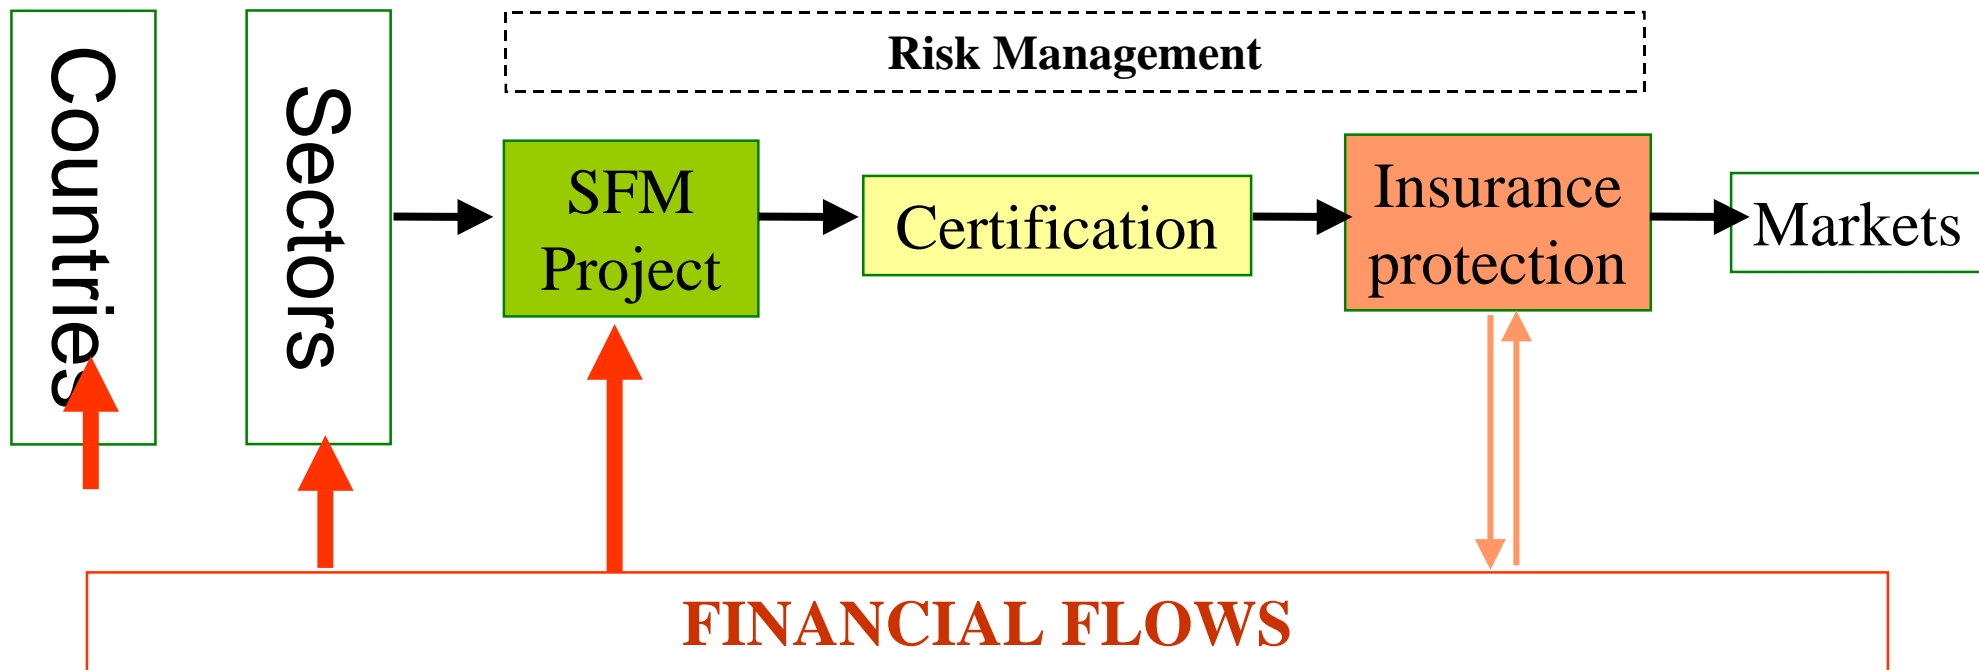 Countries
Sectors
Risk Management
SFM
Project
Certification
Insurance
protection
Markets
FINANCIAL FLOWS